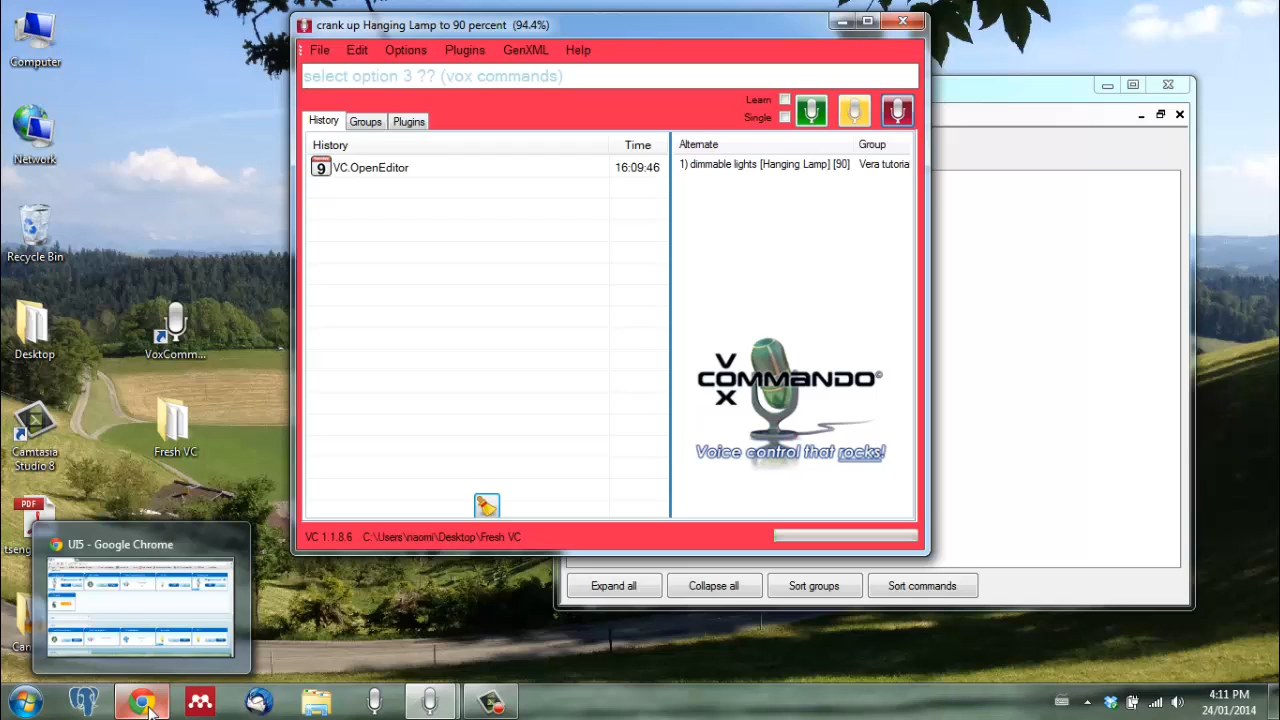 Computer
Network
Recycle Bin
Desktop
VoxComm...
Camtasia
Studio 8
Fresh VC
PDF
tseng
Can
crank up Hanging Lamp to 90 percent (94.4%)
File Edit Options Plugins GenXML Help
select option 3 ?? (vox commands)
Learn
Single
History Groups Plugins
History Time
VC.OpenEditor 16:09:46
9
Alternate Group
1) dimmable lights [Hanging Lamp] [90] Vera tutoria
VOX
COMMANDO©
Voice control that rocks!
VC 1.1.8.6 C:\Users\naomi\Desktop\Fresh VC
Expand all Collapse all Sort groups Sort commands
UI5 - Google Chrome
4:11 PM
24/01/2014